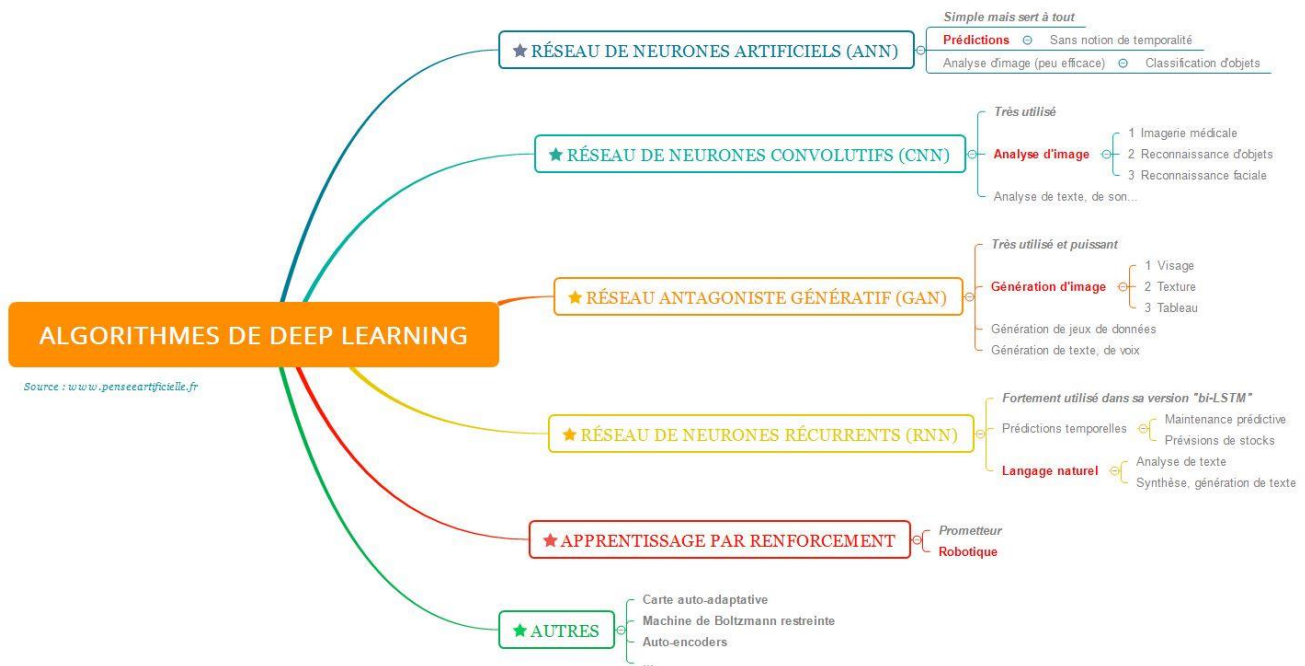 ALGORITHMES DE DEEP LEARNING
Source : www.penseeartificielle.fr
RÉSEAU DE NEURONES ARTIFICIELS (ANN)
Simple mais sert à tout
Prédictions Sans notion de temporalité
Analyse d'image (peu efficace) Classification d'objets
RÉSEAU DE NEURONES CONVOLUTIFS (CNN)
Très utilisé
Analyse d'image
1 Imagerie médicale
2 Reconnaissance d'objets
3 Reconnaissance faciale
Analyse de texte, de son...
RÉSEAU ANTAGONISTE GÉNÉRATIF (GAN)
Très utilisé et puissant
Génération d'image
1 Visage
2 Texture
3 Tableau
Génération de jeux de données
Génération de texte, de voix
RÉSEAU DE NEURONES RÉCURRENTS (RNN)
Fortement utilisé dans sa version "bi-LSTM"
Prédictions temporelles
Maintenance prédictive
Prévisions de stocks
Langage naturel
Analyse de texte
Synthèse, génération de texte
APPRENTISSAGE PAR RENFORCEMENT
Prometteur
Robotique
AUTRES
Carte auto-adaptative
Machine de Boltzmann restreinte
Auto-encoders
...